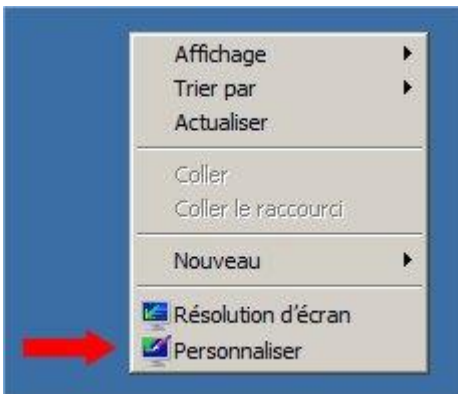 Affichage
Trier par
Actualiser
Coller
Coller le raccourci
Nouveau
Résolution d'écran
Personnaliser